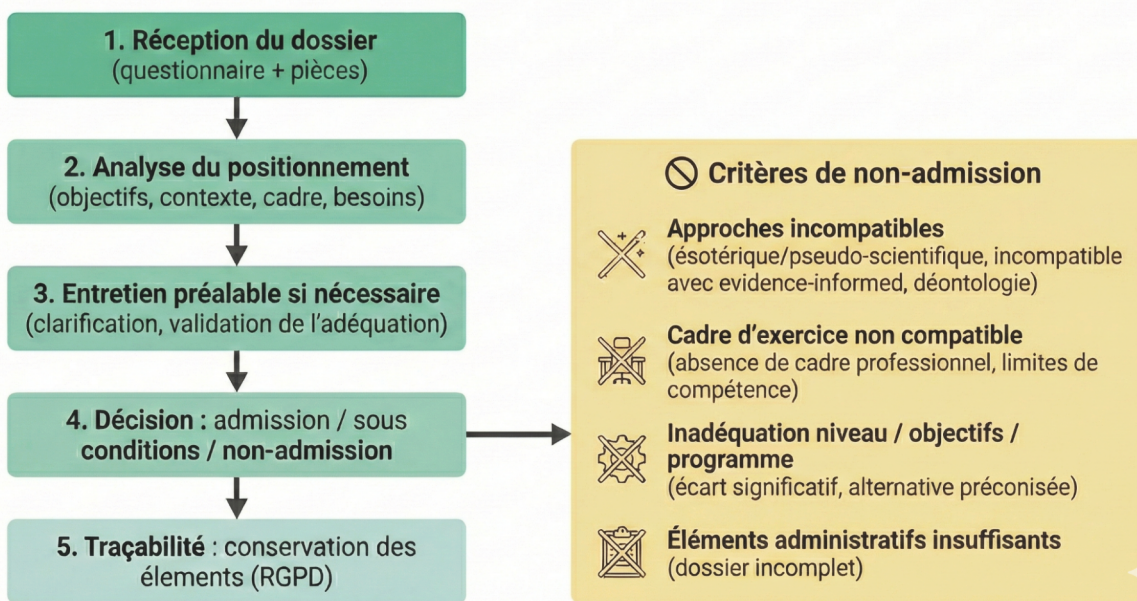 1. Réception du dossier
(questionnaire + pièces)
2. Analyse du positionnement
(objectifs, contexte, cadre, besoins)
3. Entretien préalable si nécessaire
(clarification, validation de l'adéquation)
4. Décision : admission / sous
conditions / non-admission
5. Traçabilité : conservation des
élements (RGPD)
Critères de non-admission
Approches incompatibles
(ésotérique/pseudo-scientifique, incompatible
avec evidence-informed, déontologie)
Cadre d'exercice non compatible
(absence de cadre professionnel, limites de
compétence)
Inadéquation niveau / objectifs /
programme
(écart significatif, alternative préconisée)
Éléments administratifs insuffisants
(dossier incomplet)